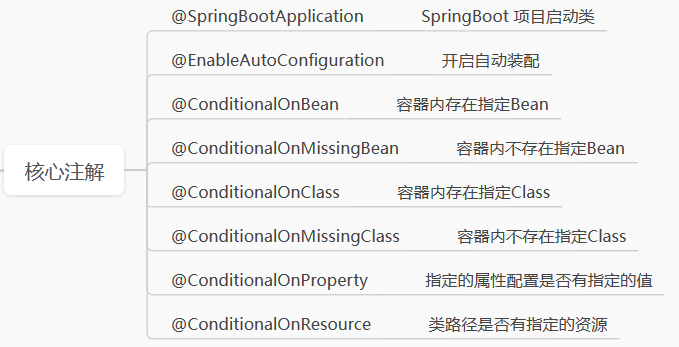 @SpringBootApplication SpringBoot 项目启动类
@EnableAutoConfiguration 开启自动装配
@ConditionalOnBean 容器内存在指定Bean
@ConditionalOnMissingBean 容器内不存在指定Bean
核心注解
@ConditionalOnClass 容器内存在指定Class
@ConditionalOnMissingClass 容器内不存在指定Class
@ConditionalOnProperty 指定的属性配置是否有指定的值
@ConditionalOnResource 类路径是否有指定的资源